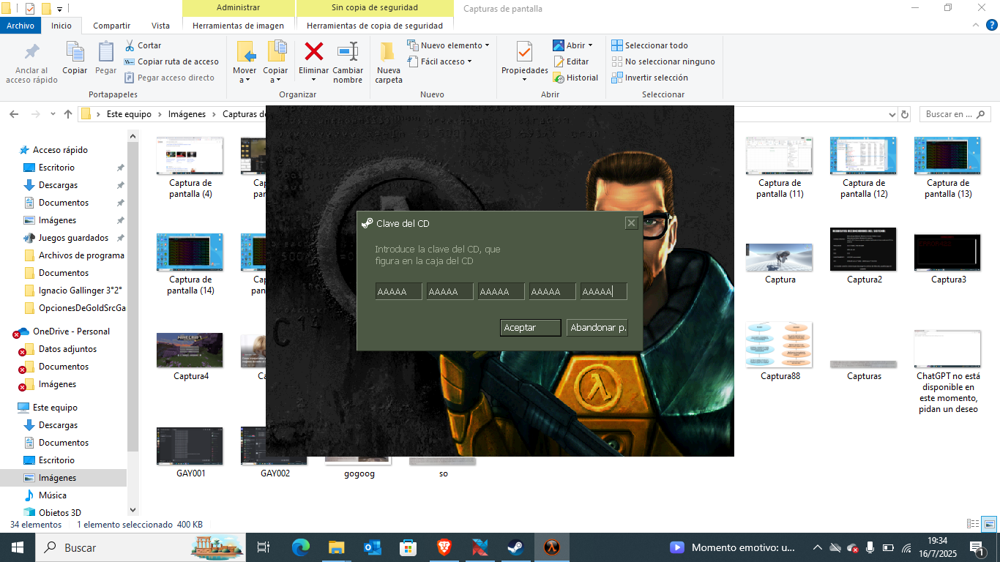 Administrar
Sin copia de seguridad
Capturas de pantalla
Archivo
Inicio
Compartir
Vista
Herramientas de imagen
Herramientas de copia de seguridad
Anclar al
acceso rápido
Copiar
Pegar
Cortar
Copiar ruta de acceso
Pegar acceso directo
Portapapeles
Mover
a
Copiar
a
Eliminar
Cambiar
nombre
Organizar
Nueva
carpeta
Nuevo elemento
Fácil acceso
Nuevo
Propiedades
Abrir
Editar
Historial
Abrir
Seleccionar todo
No seleccionar ninguno
Invertir selección
Seleccionar
Este equipo
Imágenes
Capturas de
Buscar en ...
Acceso rápido
Escritorio
Descargas
Documentos
Imágenes
Juegos guardados
Archivos de programa
Documentos
Ignacio Gallinger 3°2°
OpcionesDeGoldSrcGa
OneDrive - Personal
Datos adjuntos
Documentos
Imágenes
Este equipo
Descargas
Documentos
Escritorio
Imágenes
Música
Objetos 3D
Captura de
pantalla (4)
Captura de
pantalla (11)
Captura de
pantalla (12)
Captura de
pantalla (13)
Clave del CD
Introduce la clave del CD, que
figura en la caja del CD
AAAAA AAAAA AAAAA AAAAA AAAAA
Aceptar
Abandonar p.
Captura de
pantalla (14)
Captura
Captura2
Captura3
Captura4
Captura88
Capturas
ChatGPT no está
disponible en
este momento,
pidan un deseo
GAY001
GAY002
gogoog
so
34 elementos
1 elemento seleccionado 400 KB
Buscar
Momento emotivo: u...
19:34
16/7/2025
1